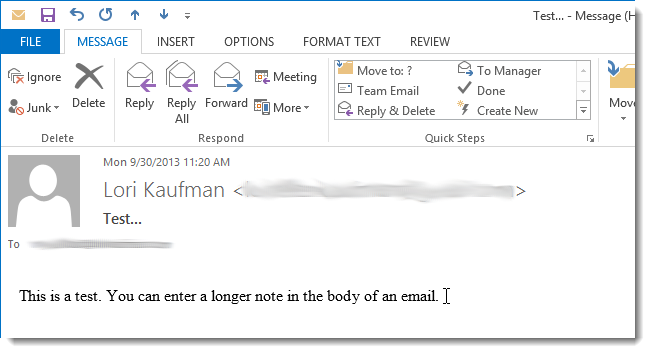 Test... - Message (H
FILE MESSAGE INSERT OPTIONS FORMAT TEXT REVIEW
Ignore
Junk
Delete
Reply
Reply All
Forward
Meeting
More
Move to: ?
Team Email
Reply & Delete
To Manager
Done
Create New
Move
Delete Respond Quick Steps
Mon 9/30/2013 11:20 AM
Lori Kaufman < >
Test...
To
This is a test. You can enter a longer note in the body of an email.